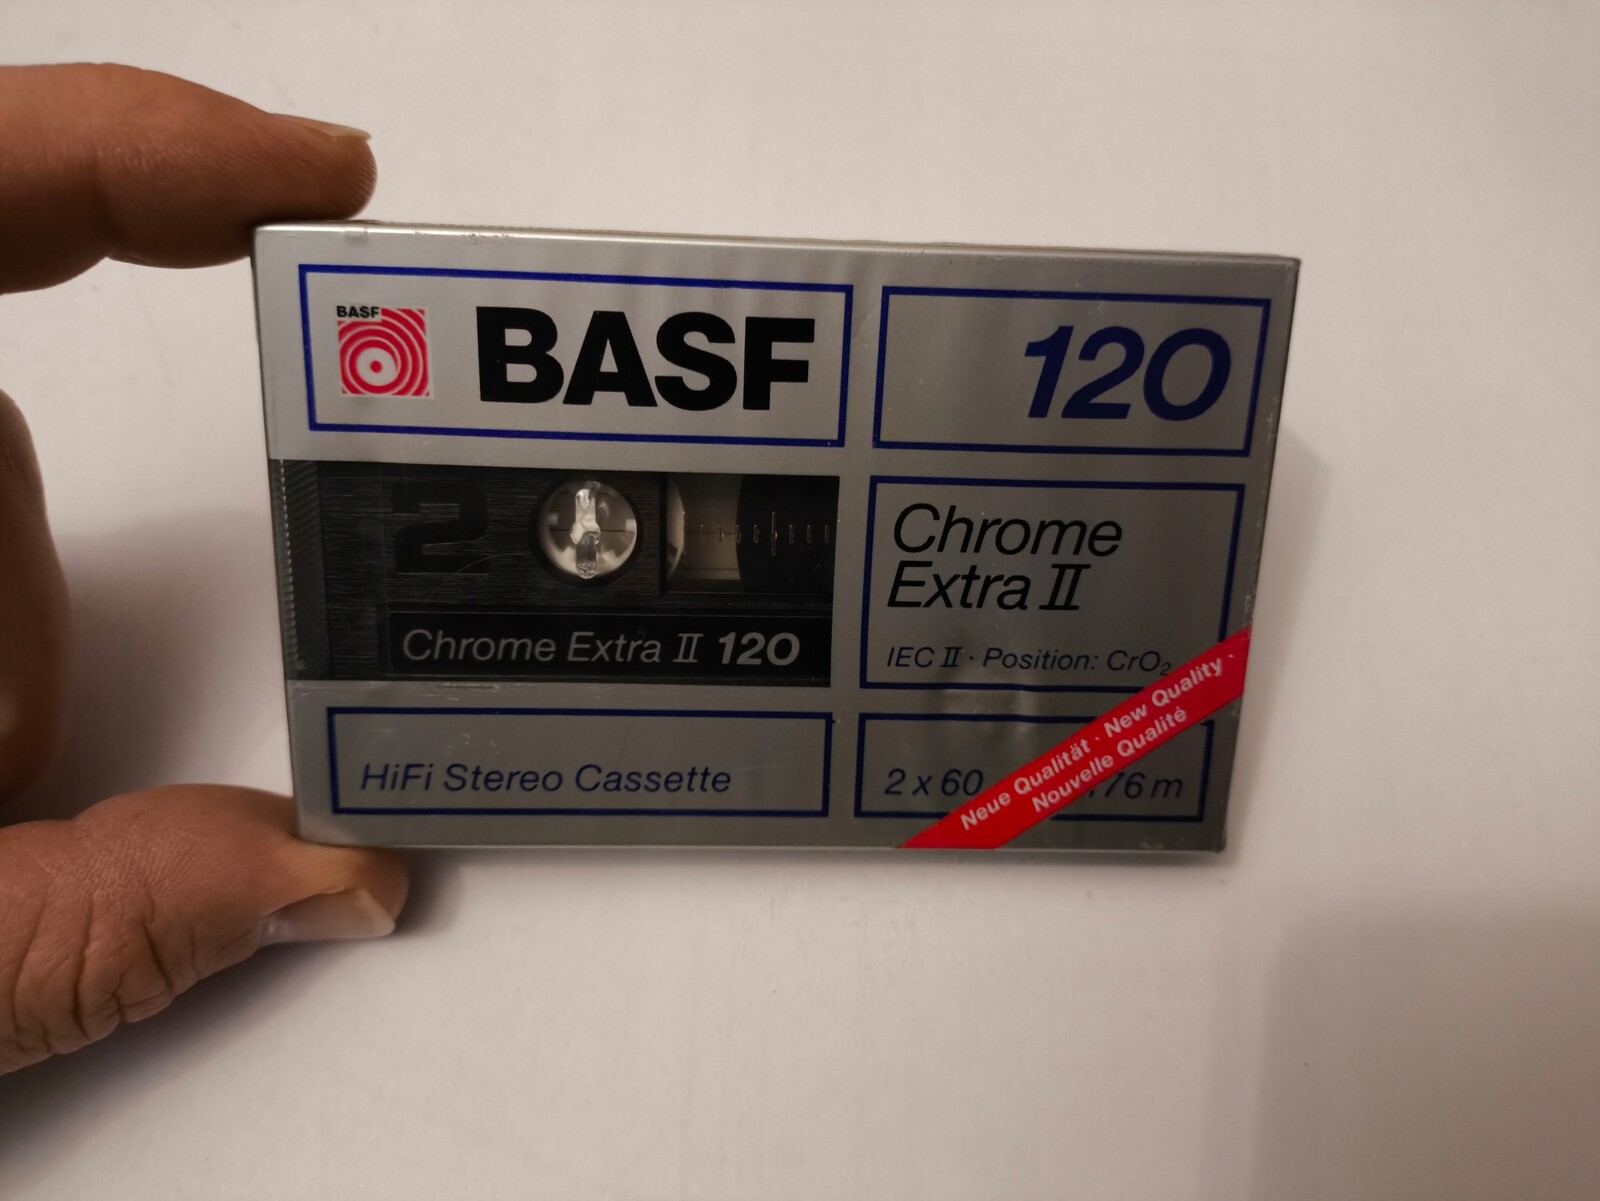 BASF
BASF
120
2
Chrome Extra II 120
Chrome
Extra II
IEC II · Position: CrO₂
HiFi Stereo Cassette
2 x 60
76 m
Neue Qualität · New Quality ·
Nouvelle Qualité